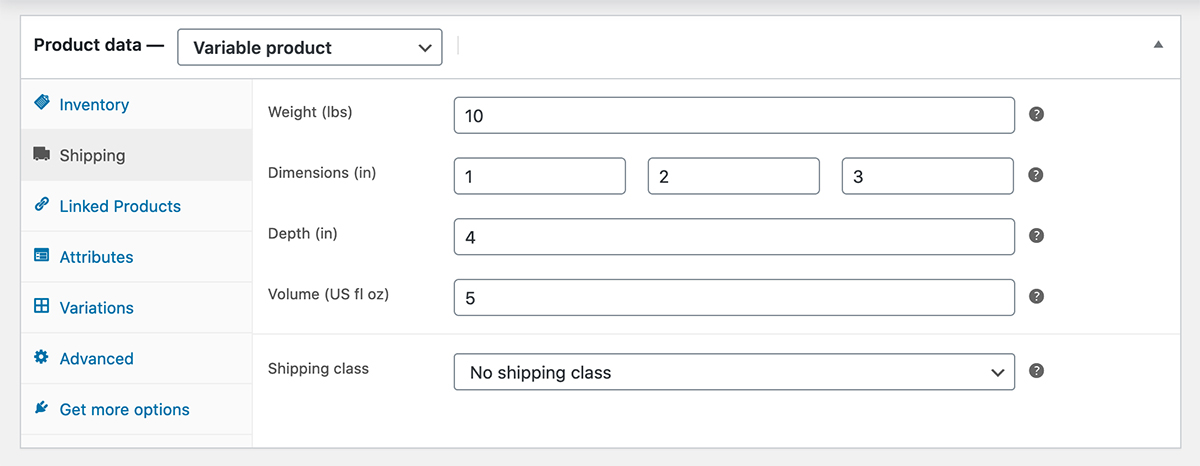 Product data — Variable product
Inventory
Shipping
Linked Products
Attributes
Variations
Advanced
Get more options
Weight (lbs) 10 ?
Dimensions (in) 1 2 3 ?
Depth (in) 4 ?
Volume (US fl oz) 5 ?
Shipping class No shipping class ?